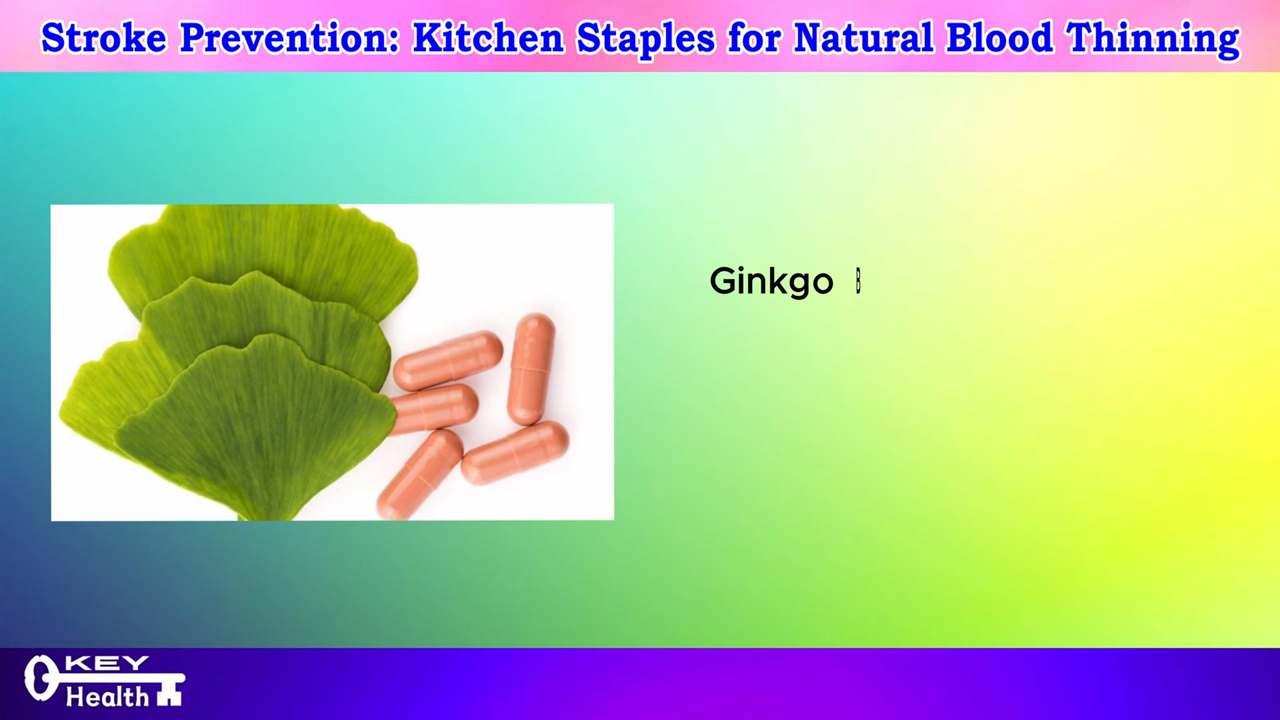 Stroke Prevention: Kitchen Staples for Natural Blood Thinning
Ginkgo B
KEY
Health